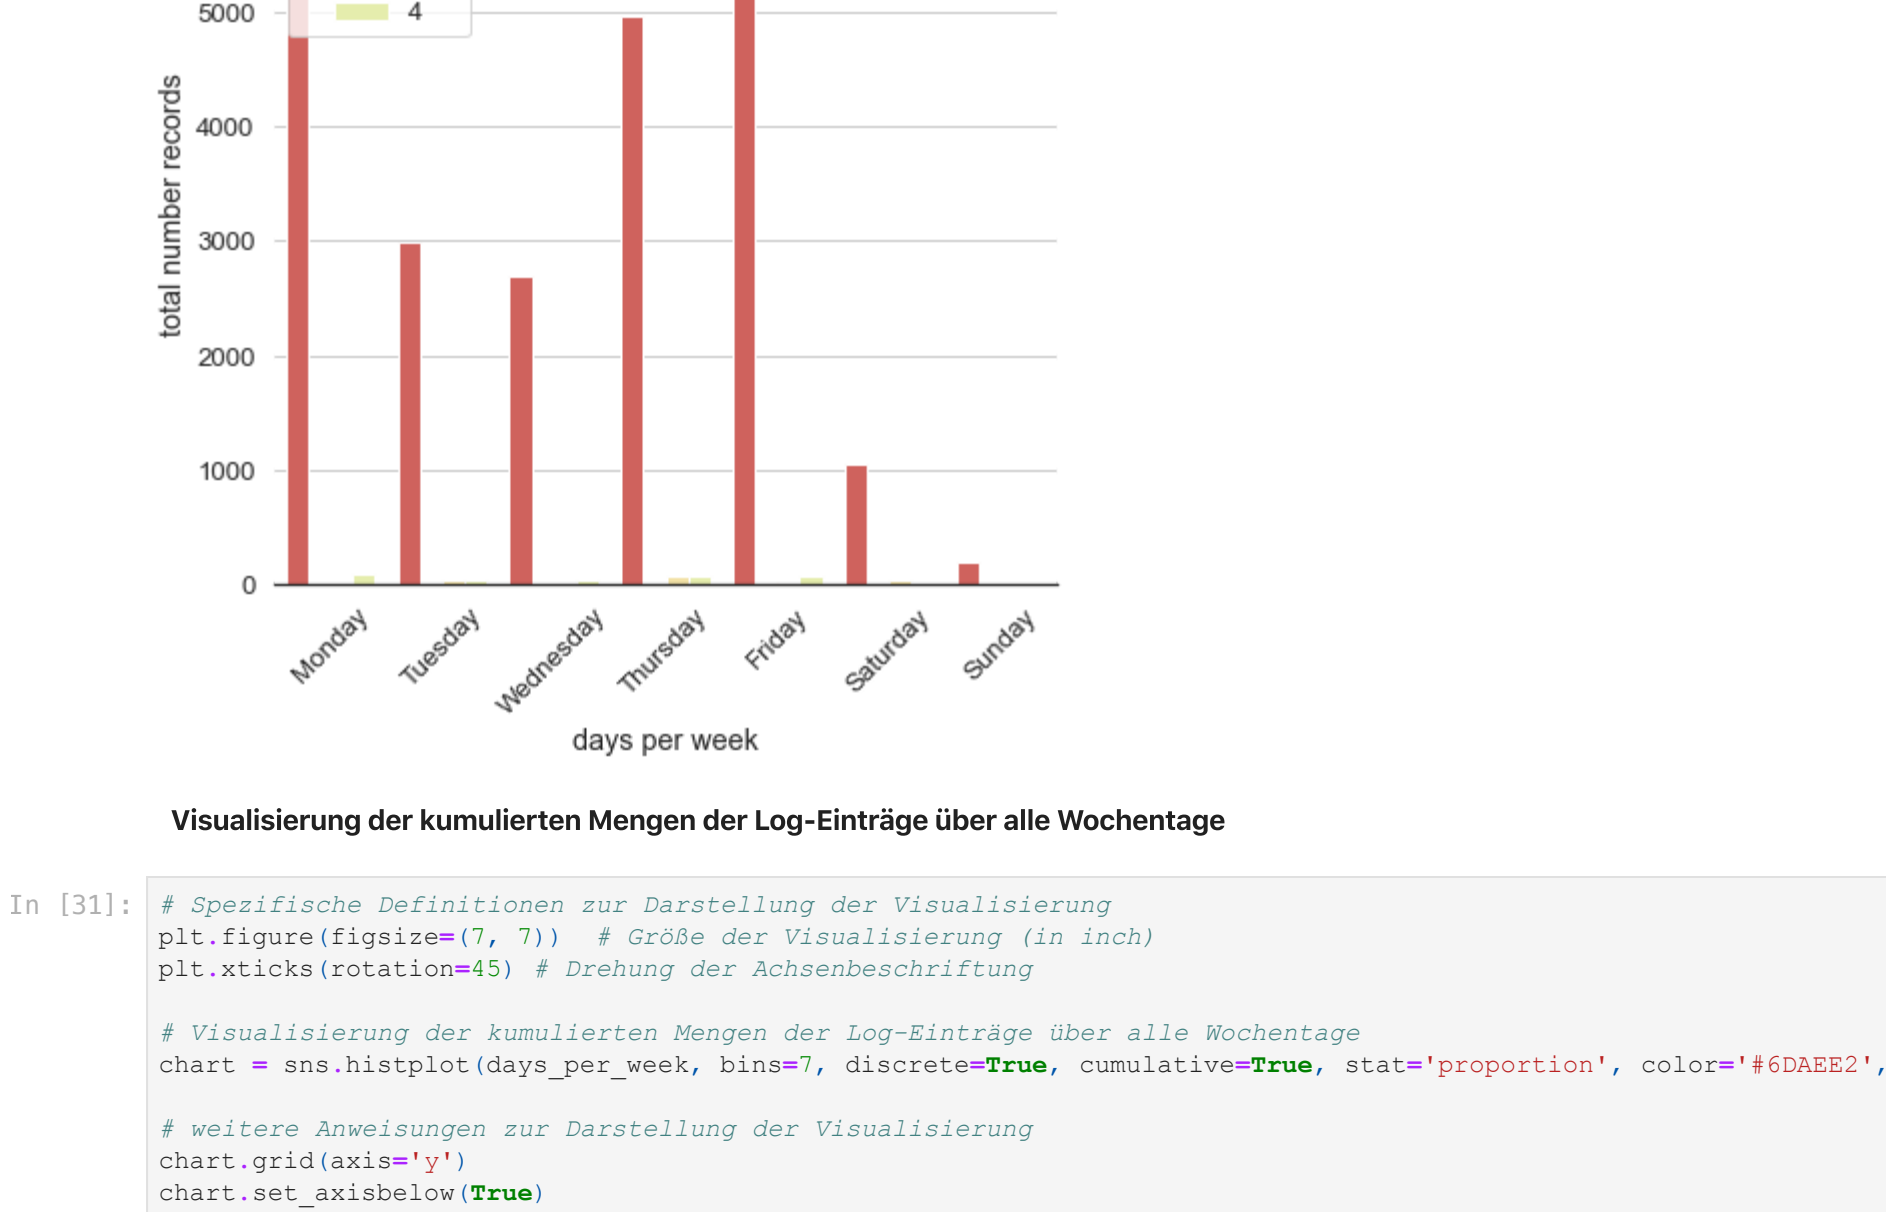 5000
4
4000
3000
2000
1000
0
total number records
Monday
Tuesday
Wednesday
Thursday
Friday
Saturday
Sunday
days per week
Visualisierung der kumulierten Mengen der Log-Einträge über alle Wochentage
In [31]:
# Spezifische Definitionen zur Darstellung der Visualisierung
plt.figure(figsize=(7, 7))  # Größe der Visualisierung (in inch)
plt.xticks(rotation=45) # Drehung der Achsenbeschriftung
# Visualisierung der kumulierten Mengen der Log-Einträge über alle Wochentage
chart = sns.histplot(days_per_week, bins=7, discrete=True, cumulative=True, stat='proportion', color='#6DAEE2',
# weitere Anweisungen zur Darstellung der Visualisierung
chart.grid(axis='y')
chart.set_axisbelow(True)